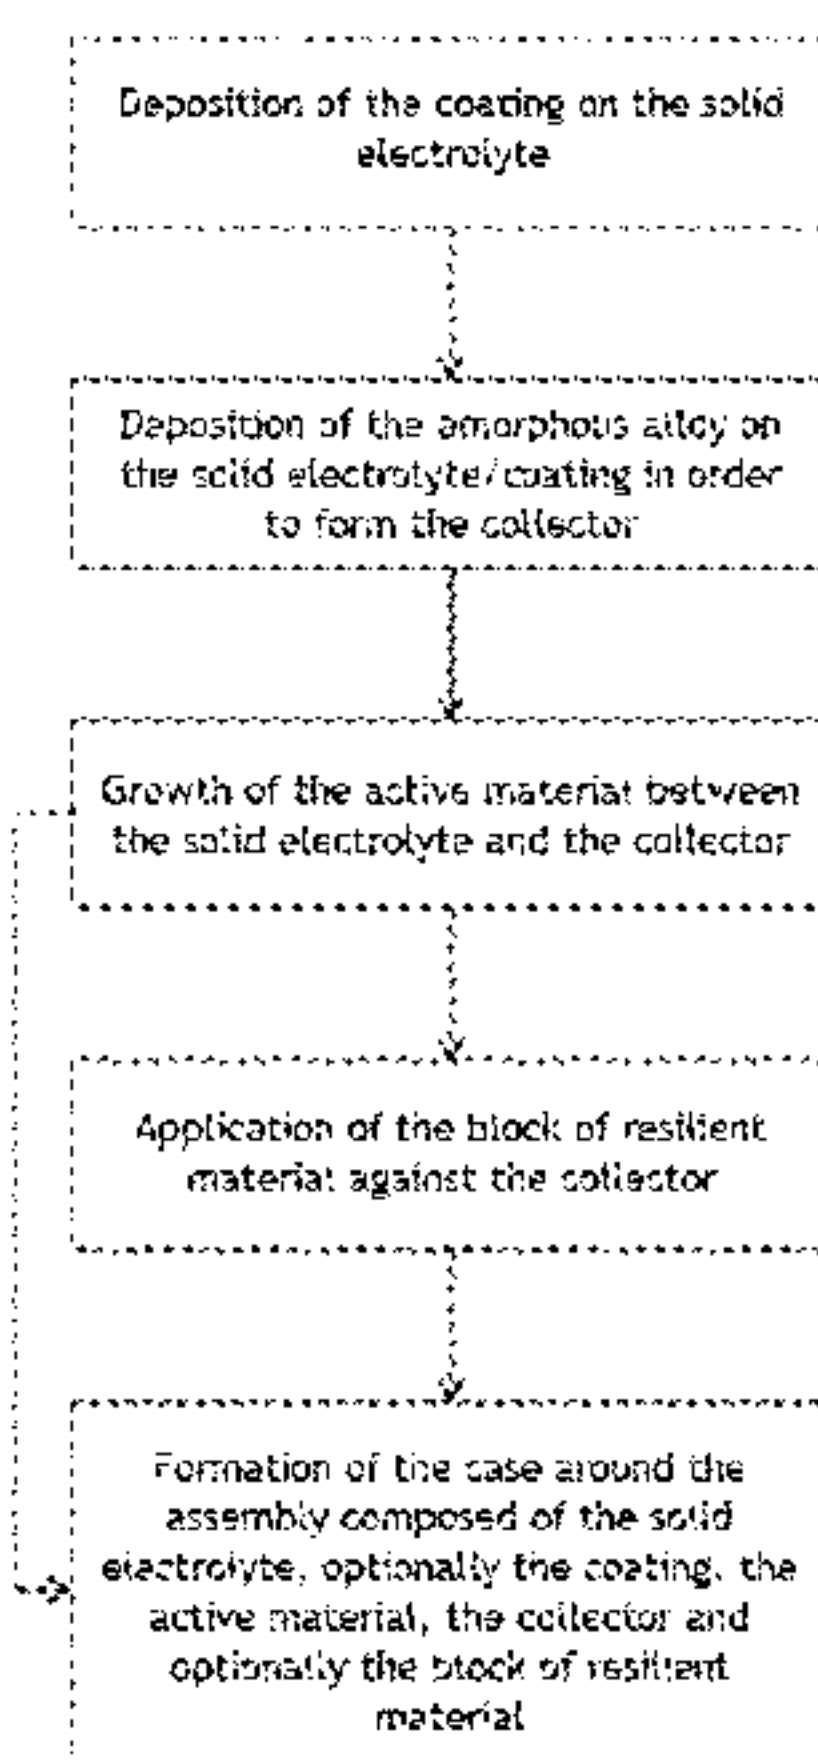 Deposition of the coating on the solid
electrolyte
Deposition of the amorphous alloy on
the solid electrolyte/coating in order
to form the collector
Growth of the active material between
the solid electrolyte and the collector
Application of the block of resilient
material against the collector
Formation of the case around the
assembly composed of the solid
electrolyte, optionally the coating, the
active material, the collector and
optionally the block of resilient
material